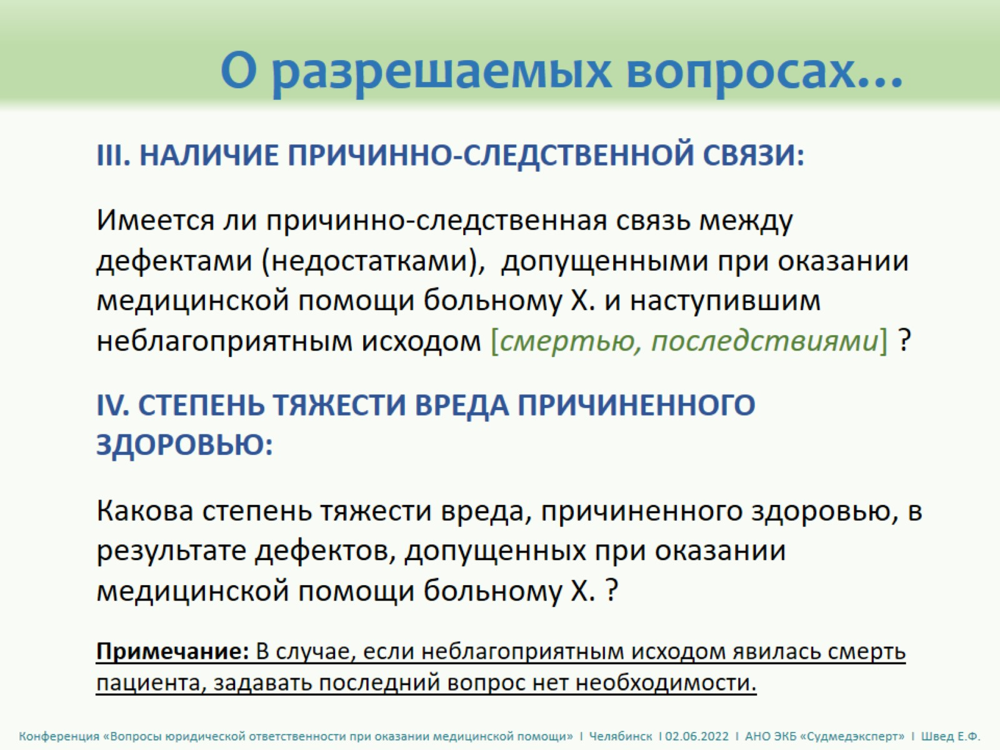 О разрешаемых вопросах...
III. НАЛИЧИЕ ПРИЧИННО-СЛЕДСТВЕННОЙ СВЯЗИ:
Имеется ли причинно-следственная связь между
дефектами (недостатками),  допущенными при оказании
медицинской помощи больному Х. и наступившим
неблагоприятным исходом [смертью, последствиями] ?
IV. СТЕПЕНЬ ТЯЖЕСТИ ВРЕДА ПРИЧИНЕННОГО
ЗДОРОВЬЮ:
Какова степень тяжести вреда, причиненного здоровью, в
результате дефектов, допущенных при оказании
медицинской помощи больному Х. ?
Примечание: В случае, если неблагоприятным исходом явилась смерть
пациента, задавать последний вопрос нет необходимости.
Конференция «Вопросы юридической ответственности при оказании медицинской помощи» I Челябинск I 02.06.2022 I АНО ЭКБ «Судмедэксперт» I Швед Е.Ф.